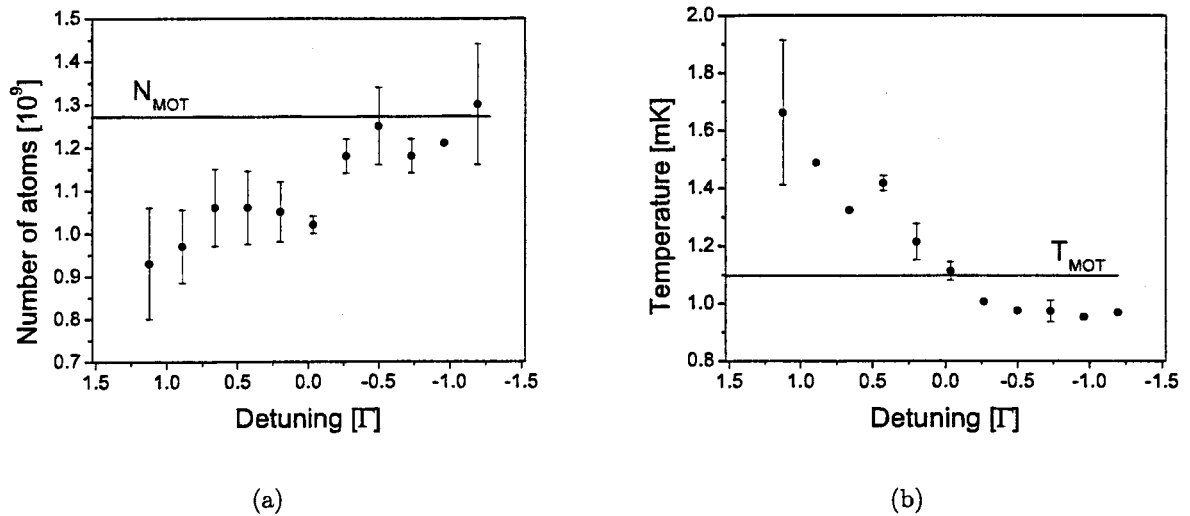 1.5
1.4
1.3
1.2
1.1
1.0
0.9
0.8
0.7
Number of atoms [10⁹]
N_MOT
1.5 1.0 0.5 0.0 -0.5 -1.0 -1.5
Detuning [Γ]
(a)
2.0
1.8
1.6
1.4
1.2
1.0
0.8
Temperature [mK]
T_MOT
1.5 1.0 0.5 0.0 -0.5 -1.0 -1.5
Detuning [Γ]
(b)